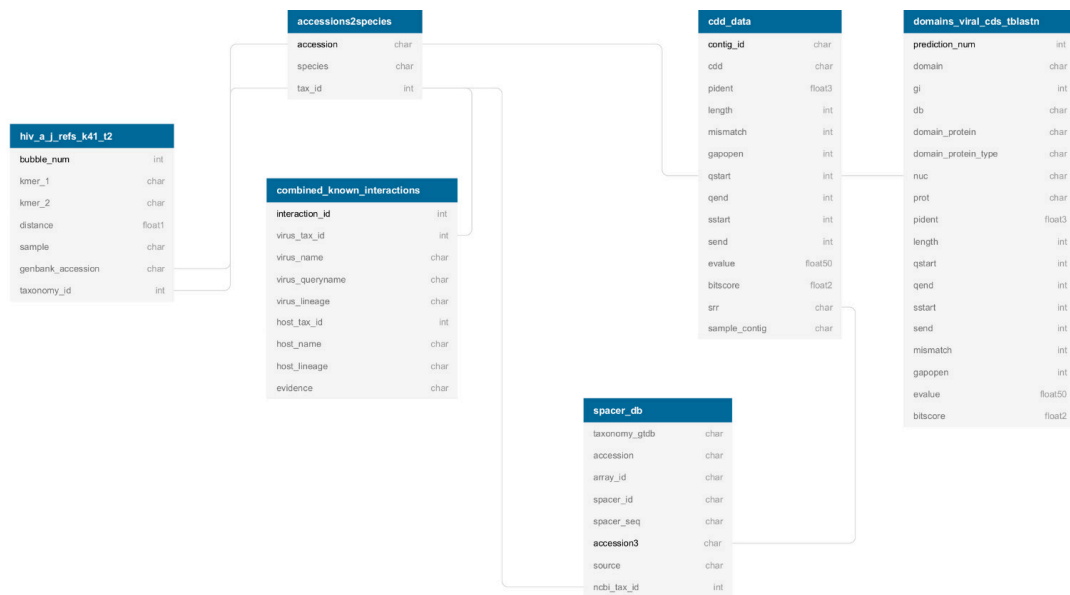 accessions2species
accession char
species char
tax_id int
hiv_a_j_refs_k41_t2
bubble_num int
kmer_1 char
kmer_2 char
distance float1
sample char
genbank_accession char
taxonomy_id int
combined_known_interactions
interaction_id int
virus_tax_id int
virus_name char
virus_queryname char
virus_lineage char
host_tax_id int
host_name char
host_lineage char
evidence char
cdd_data
contig_id char
cdd char
pident float3
length int
mismatch int
gapopen int
qstart int
qend int
sstart int
send int
evalue float50
bitscore float2
srr char
sample_contig char
spacer_db
taxonomy_gtdb char
accession char
array_id char
spacer_id char
spacer_seq char
accession3 char
source char
ncbi_tax_id int
domains_viral_cds_tblastn
prediction_num int
domain char
gi int
db char
domain_protein char
domain_protein_type char
nuc char
prot char
pident float3
length int
qstart int
qend int
sstart int
send int
mismatch int
gapopen int
evalue float50
bitscore float2